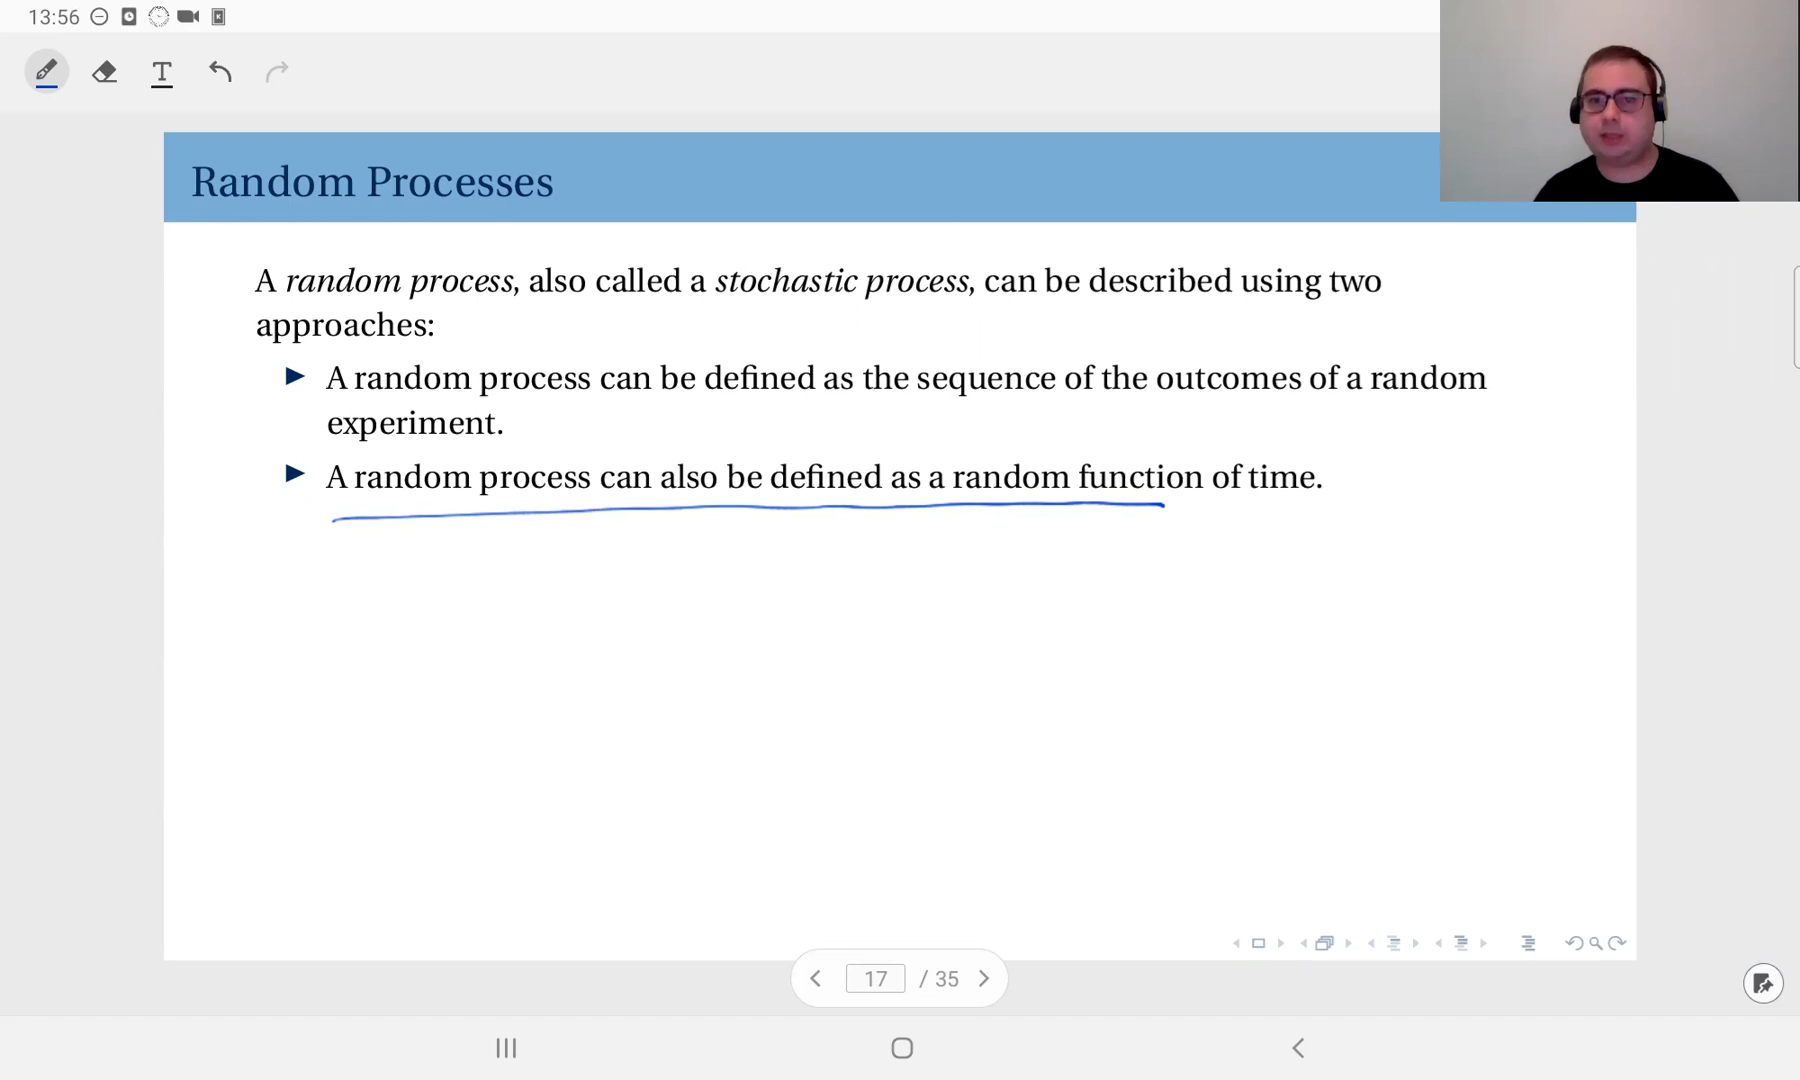 13:56
T
Random Processes
A random process, also called a stochastic process, can be described using two
approaches:
A random process can be defined as the sequence of the outcomes of a random
experiment.
A random process can also be defined as a random function of time.
17 / 35